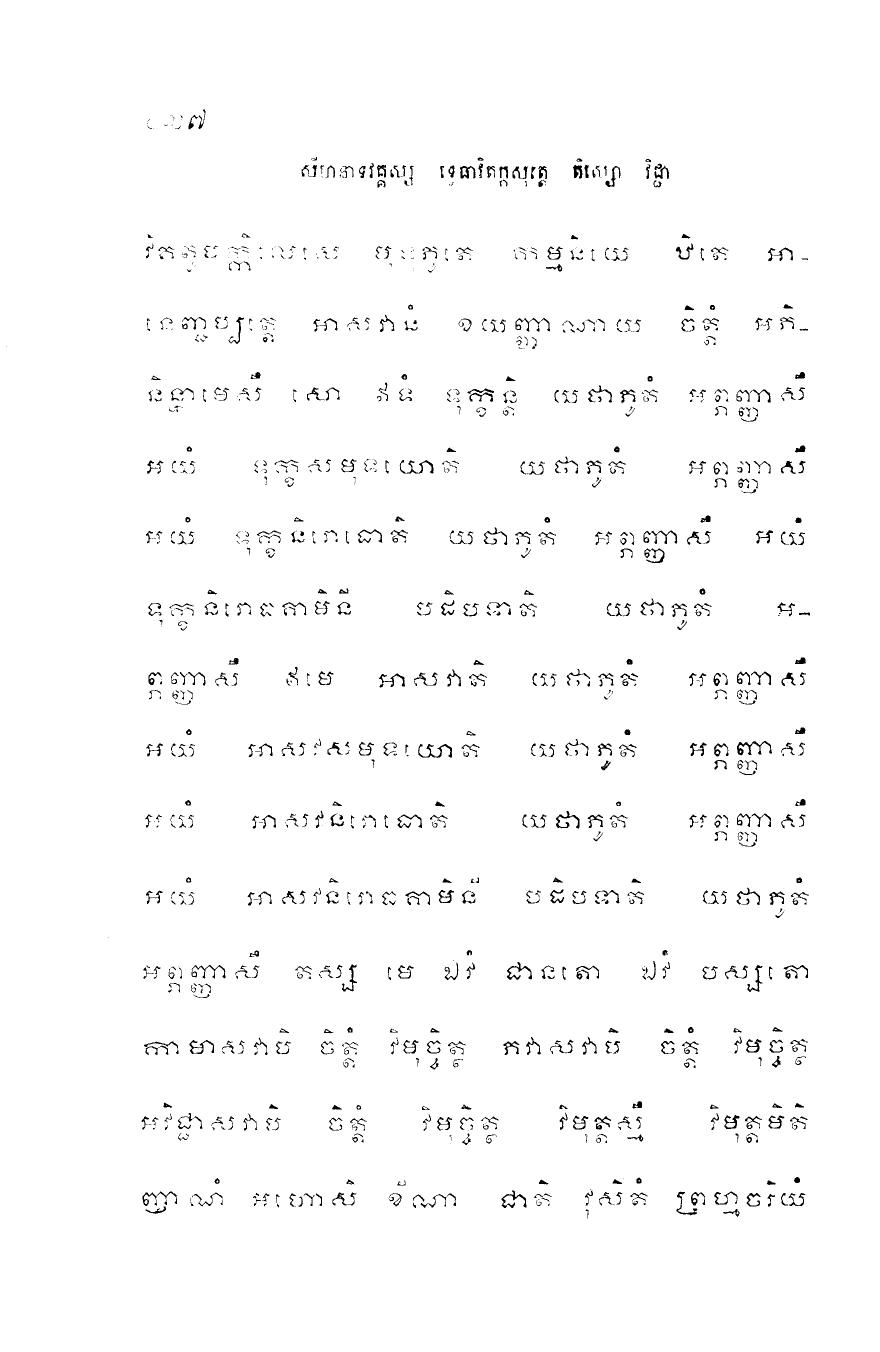 សីហនាទវគ្គស្ស ទ្វេធាវិតក្កសុត្តេ តិស្សោ វិជ្ជា
វិគតូបក្កិលេសេ មុទុភូតេ កម្មនិយេ ឋិតេ អា-
នេញ្ជប្បត្តេ អាសវានំ ខយញ្ញាណាយ ចិត្តំ អភិ-
និន្នាមេសឹ សោ ឥទំ ទុក្ខន្តិ យថាភូតំ អព្ភញ្ញាសឹ
អយំ ទុក្ខសមុទយោតិ យថាភូតំ អព្ភញ្ញាសឹ
អយំ ទុក្ខនិរោធោតិ យថាភូតំ អព្ភញ្ញាសឹ អយំ
ទុក្ខនិរោធគាមិនី បដិបទាតិ យថាភូតំ អ-
ព្ភញ្ញាសឹ ឥមេ អាសវាតិ យថាភូតំ អព្ភញ្ញាសឹ
អយំ អាសវសមុទយោតិ យថាភូតំ អព្ភញ្ញាសឹ
អយំ អាសវនិរោធោតិ យថាភូតំ អព្ភញ្ញាសឹ
អយំ អាសវនិរោធគាមិនី បដិបទាតិ យថាភូតំ
អព្ភញ្ញាសឹ តស្ស មេ ឯវំ ជានតោ ឯវំ បស្សតោ
កាមាសវាបិ ចិត្តំ វិមុច្ចិត្ថ ភវាសវាបិ ចិត្តំ វិមុច្ចិត្ថ
អវិជ្ជាសវាបិ ចិត្តំ វិមុច្ចិត្ថ វិមុត្តស្មឹ វិមុត្តមិតិ
ញាណំ អហោសិ ខីណា ជាតិ វុសិតំ ព្រហ្មចរិយំ